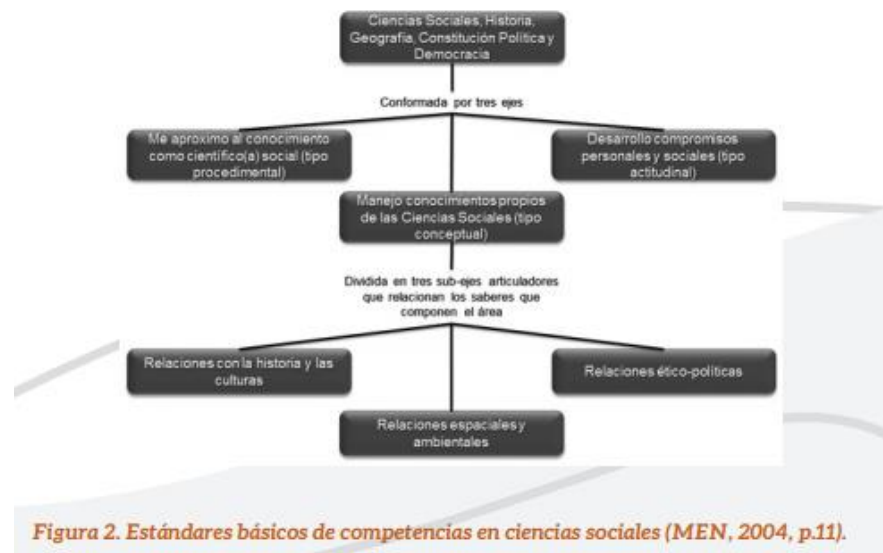 Ciencias Sociales, Historia,
Geografía, Constitución Política y
Democracia
Conformada por tres ejes
Me aproximo al conocimiento
como científico(a) social (tipo
procedimental)
Desarrollo compromisos
personales y sociales (tipo
actitudinal)
Manejo conocimientos propios
de las Ciencias Sociales (tipo
conceptual)
Dividida en tres sub-ejes articuladores
que relacionan los saberes que
componen el área
Relaciones con la historia y las
culturas
Relaciones ético-políticas
Relaciones espaciales y
ambientales
Figura 2. Estándares básicos de competencias en ciencias sociales (MEN, 2004, p.11).